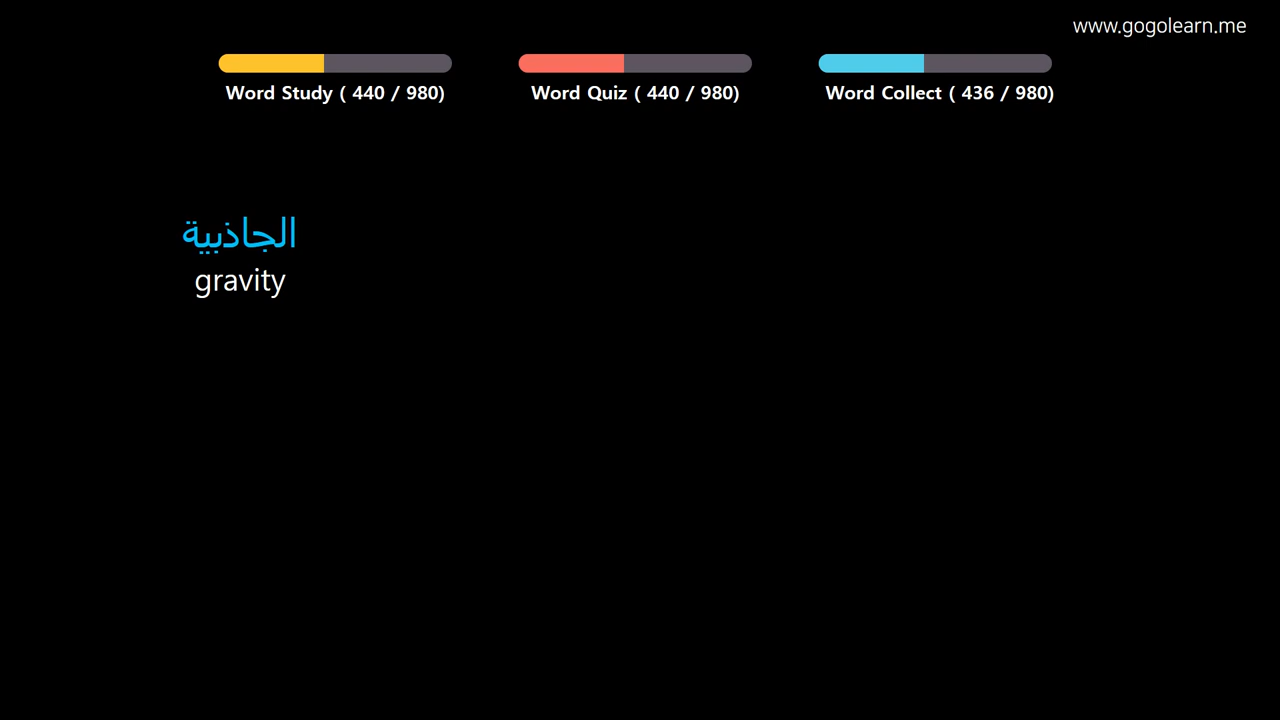 www.gogolearn.me
Word Study ( 440 / 980)
Word Quiz ( 440 / 980)
Word Collect ( 436 / 980)
الجاذبية
gravity